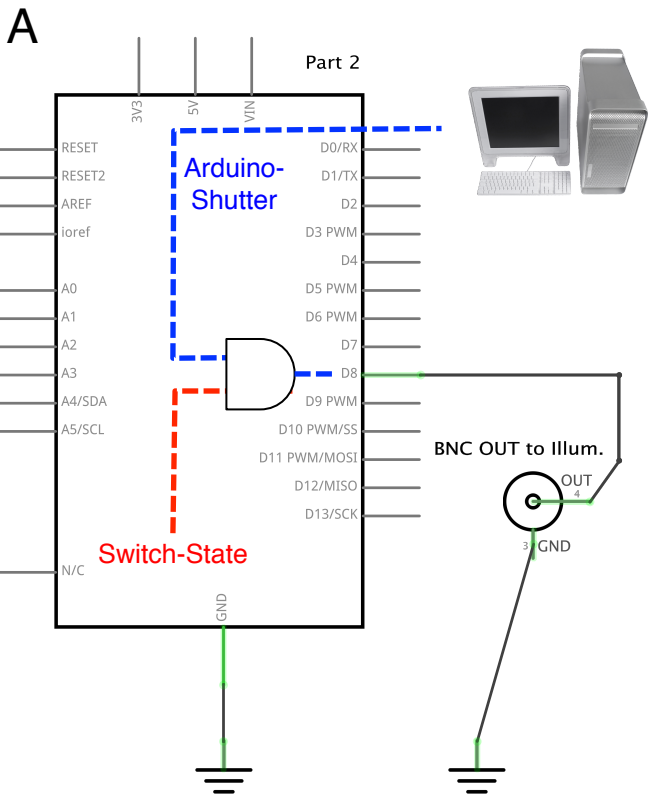 A
Part 2
3V3
5V
VIN
RESET
RESET2
AREF
ioref
A0
A1
A2
A3
A4/SDA
A5/SCL
N/C
Arduino-
Shutter
D0/RX
D1/TX
D2
D3 PWM
D4
D5 PWM
D6 PWM
D7
D8
D9 PWM
D10 PWM/SS
D11 PWM/MOSI
D12/MISO
D13/SCK
Switch-State
GND
BNC OUT to Illum.
OUT
4
3
GND